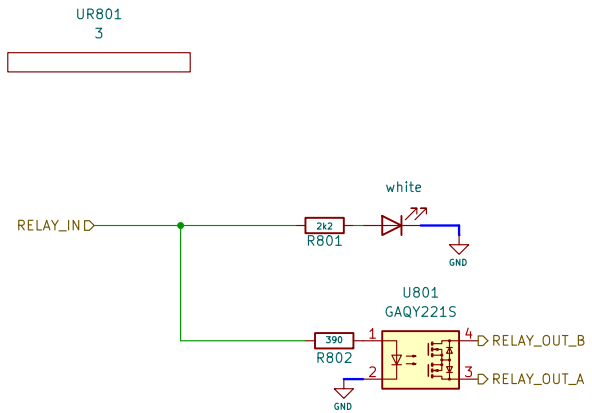 UR801
3
white
RELAY_IN
2k2
R801
GND
U801
GAQY221S
390
R802
1
2
4
3
RELAY_OUT_B
RELAY_OUT_A
GND